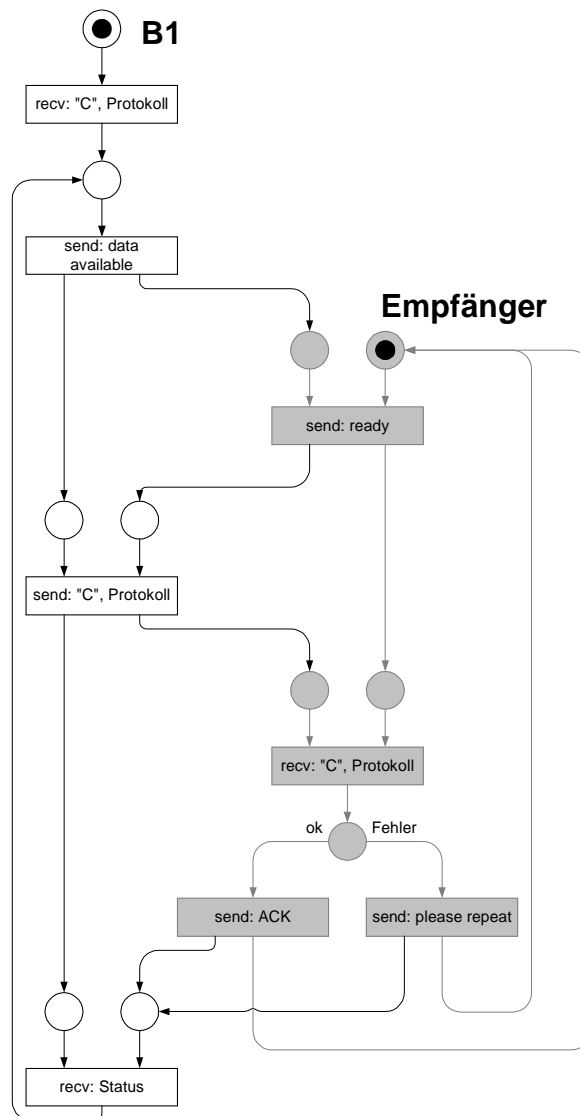 B1
recv: "C", Protokoll
send: data
available
Empfänger
send: ready
send: "C", Protokoll
recv: "C", Protokoll
ok
Fehler
send: ACK
send: please repeat
recv: Status